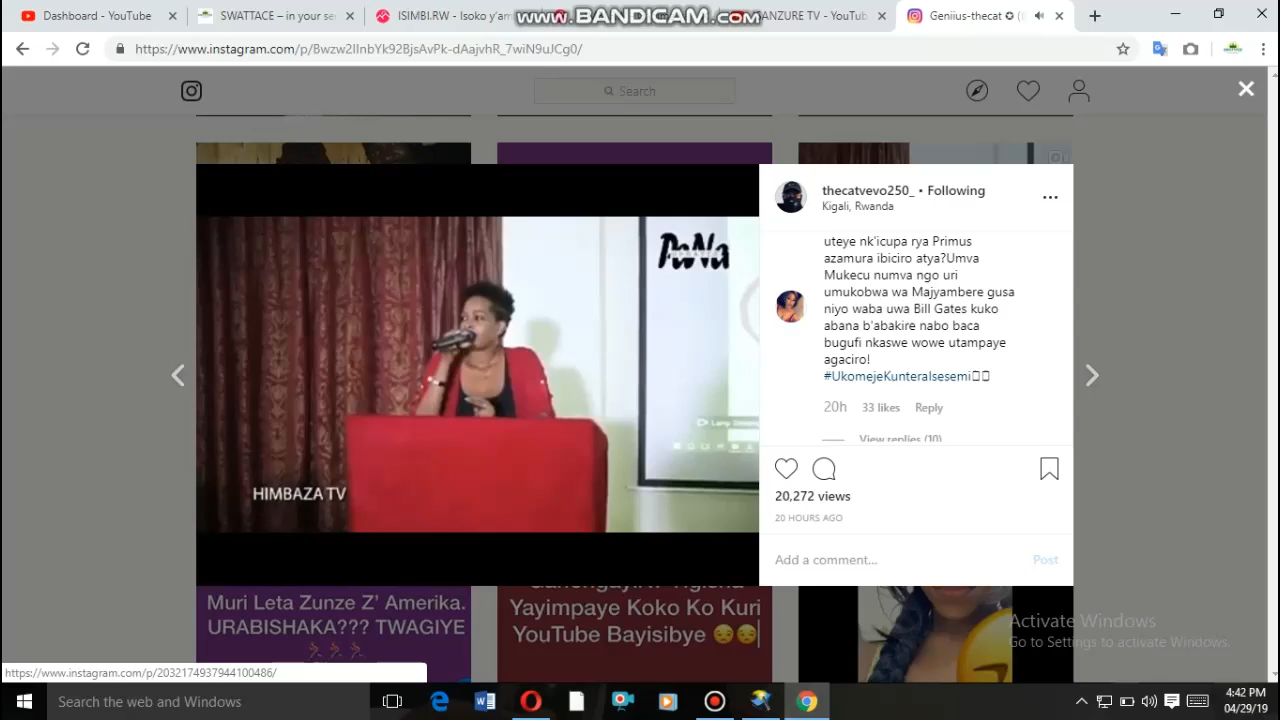 Dashboard - YouTube
SWATTACE – in your se
ISIMBI.RW - Isoko y'am
www.BANDICAM.com
ANZURE TV - YouTub
Geniius-thecat
https://www.instagram.com/p/Bwzw2lInbYk92BjsAvPk-dAajvhR_7wiN9uJCg0/
Search
thecatvevo250_ • Following
Kigali, Rwanda
uteye nk'icupa rya Primus
azamura ibiciro atya?Umva
Mukecu numva ngo uri
umukobwa wa Majyambere gusa
niyo waba uwa Bill Gates kuko
abana b'abakire nabo baca
bugufi nkaswe wowe utampaye
agaciro!
#UkomejeKunteraIsesemi
20h 33 likes Reply
View replies (10)
PoNa
HIMBAZA TV
20,272 views
20 HOURS AGO
Add a comment... Post
Muri Leta Zunze Z' Amerika.
URABISHAKA??? TWAGIYE
Yayimpaye Koko Ko Kuri
YouTube Bayisibye 😔😔
Activate Windows
Go to Settings to activate Windows.
https://www.instagram.com/p/2032174937944100486/
Search the web and Windows
4:42 PM
04/29/19